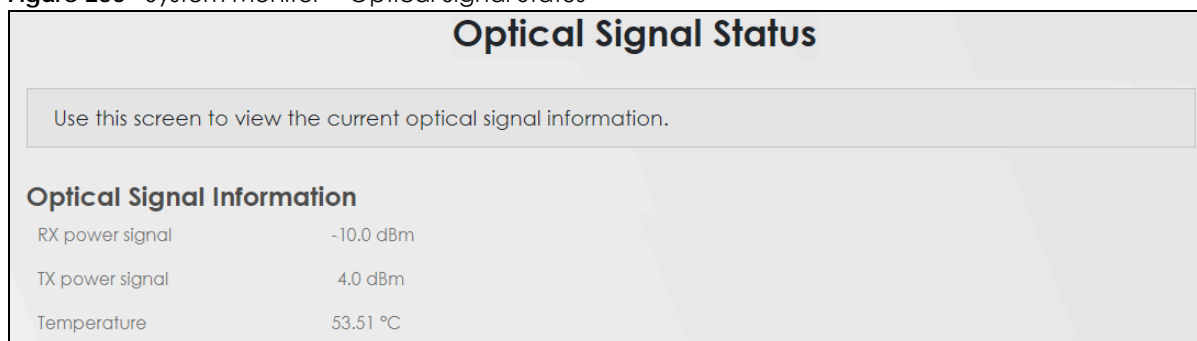 Optical Signal Status
Use this screen to view the current optical signal information.
Optical Signal Information
RX power signal -10.0 dBm
TX power signal 4.0 dBm
Temperature 53.51 °C